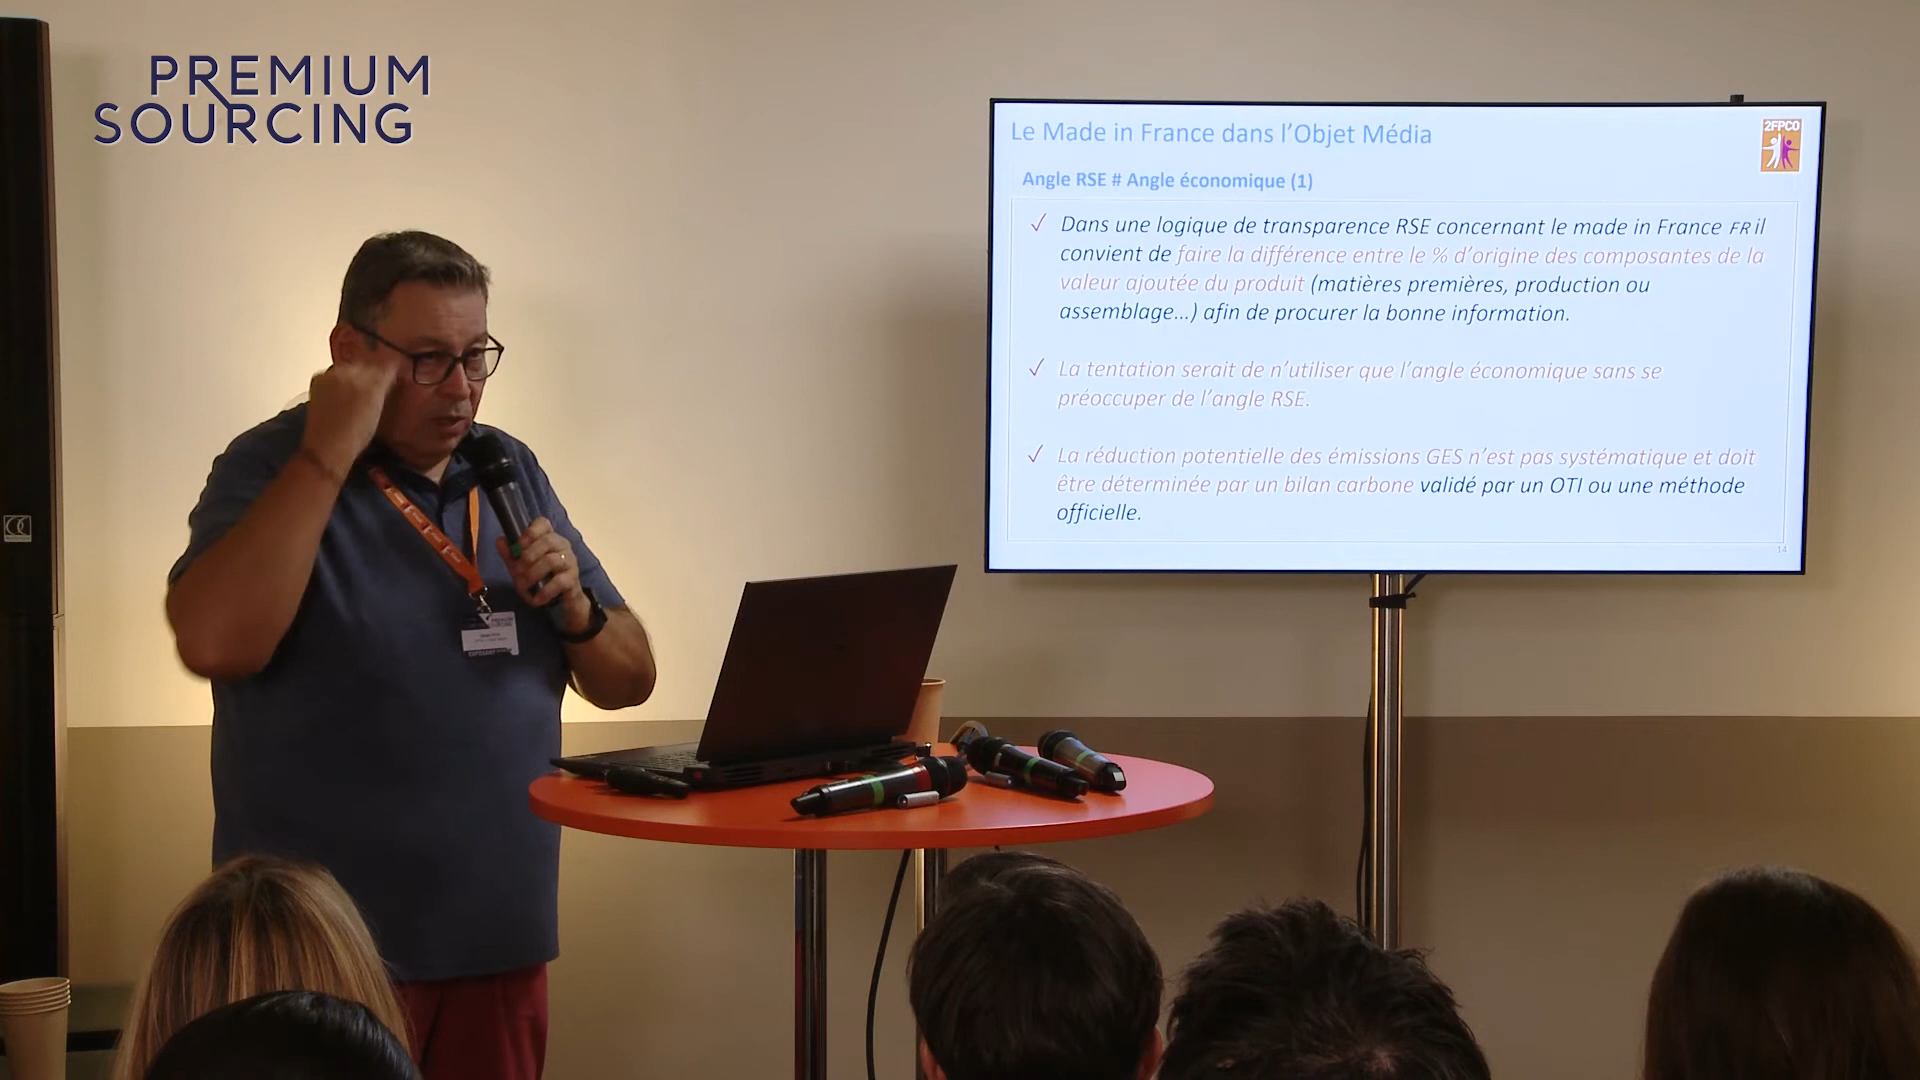 PREMIUM
SOURCING
Le Made in France dans l'Objet Média
2FPCO
Angle RSE # Angle économique (1)
✓ Dans une logique de transparence RSE concernant le made in France FR il
convient de faire la différence entre le % d'origine des composantes de la
valeur ajoutée du produit (matières premières, production ou
assemblage...) afin de procurer la bonne information.
✓ La tentation serait de n'utiliser que l'angle économique sans se
préoccuper de l'angle RSE.
✓ La réduction potentielle des émissions GES n'est pas systématique et doit
être déterminée par un bilan carbone validé par un OTI ou une méthode
officielle.
14